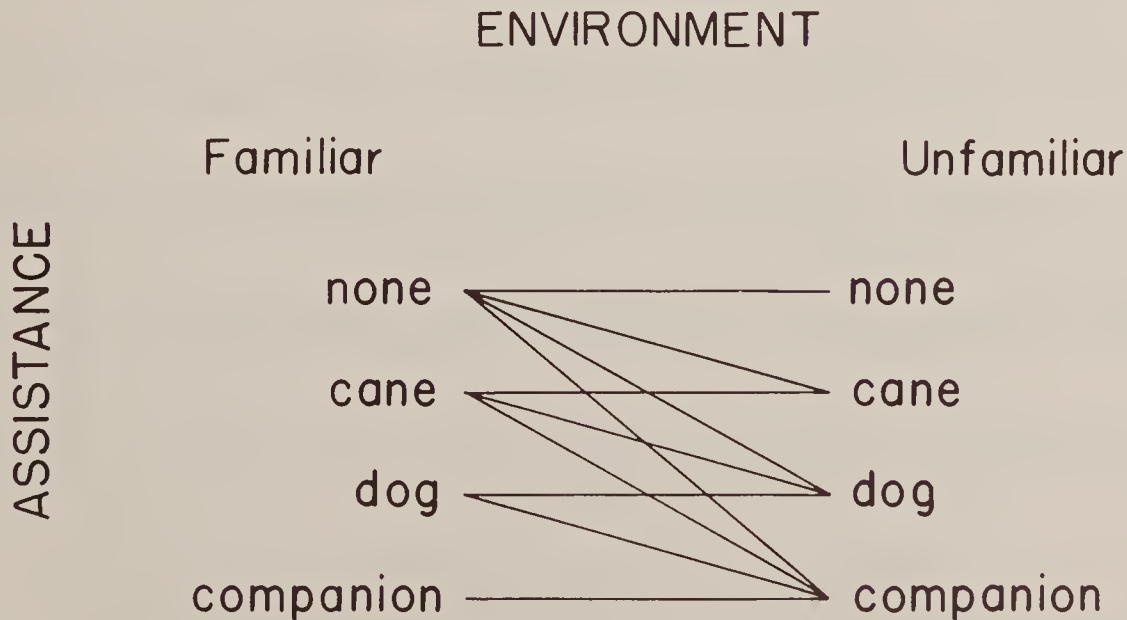 ENVIRONMENT
Familiar Unfamiliar
ASSISTANCE
none none
cane cane
dog dog
companion companion